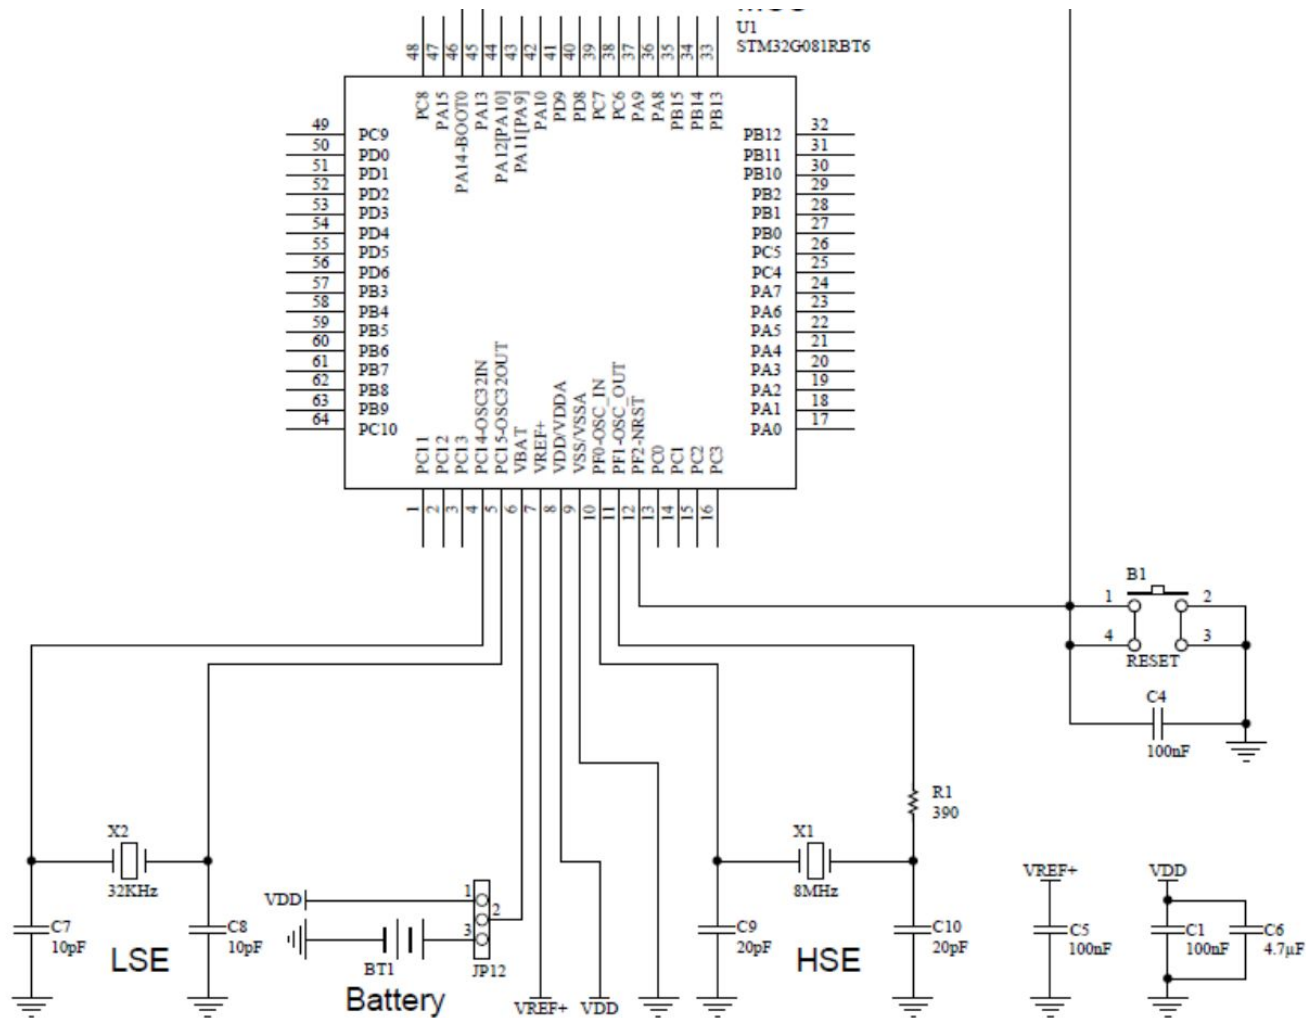 U1
STM32G081RBT6
48 47 46 45 44 43 42 41 40 39 38 37 36 35 34 33
PC8 PA15 PA14-BOOT0 PA13 PA12[PA10] PA11[PA9] PA10 PD9 PD8 PC7 PC6 PA9 PA8 PB15 PB14 PB13
49 PC9 PB12 32
50 PD0 PB11 31
51 PD1 PB10 30
52 PD2 PB2 29
53 PD3 PB1 28
54 PD4 PB0 27
55 PD5 PC5 26
56 PD6 PC4 25
57 PB3 PA7 24
58 PB4 PA6 23
59 PB5 PA5 22
60 PB6 PA4 21
61 PB7 PA3 20
62 PB8 PA2 19
63 PB9 PA1 18
64 PC10 PA0 17
PC11 PC12 PC13 PC14-OSC32IN PC15-OSC32OUT VBAT VREF+ VDD/VDDA VSS/VSSA PF0-OSC_IN PF1-OSC_OUT PF2-NRST PC0 PC1 PC2 PC3
1 2 3 4 5 6 7 8 9 10 11 12 13 14 15 16
B1
1 2
4 3
RESET
C4
100nF
R1
390
X2
32KHz
C7
10pF
C8
10pF
LSE
VDD
1
2
3
BT1
JP12
Battery
VREF+
VDD
X1
8MHz
C9
20pF
C10
20pF
HSE
VREF+
C5
100nF
VDD
C1
100nF
C6
4.7µF